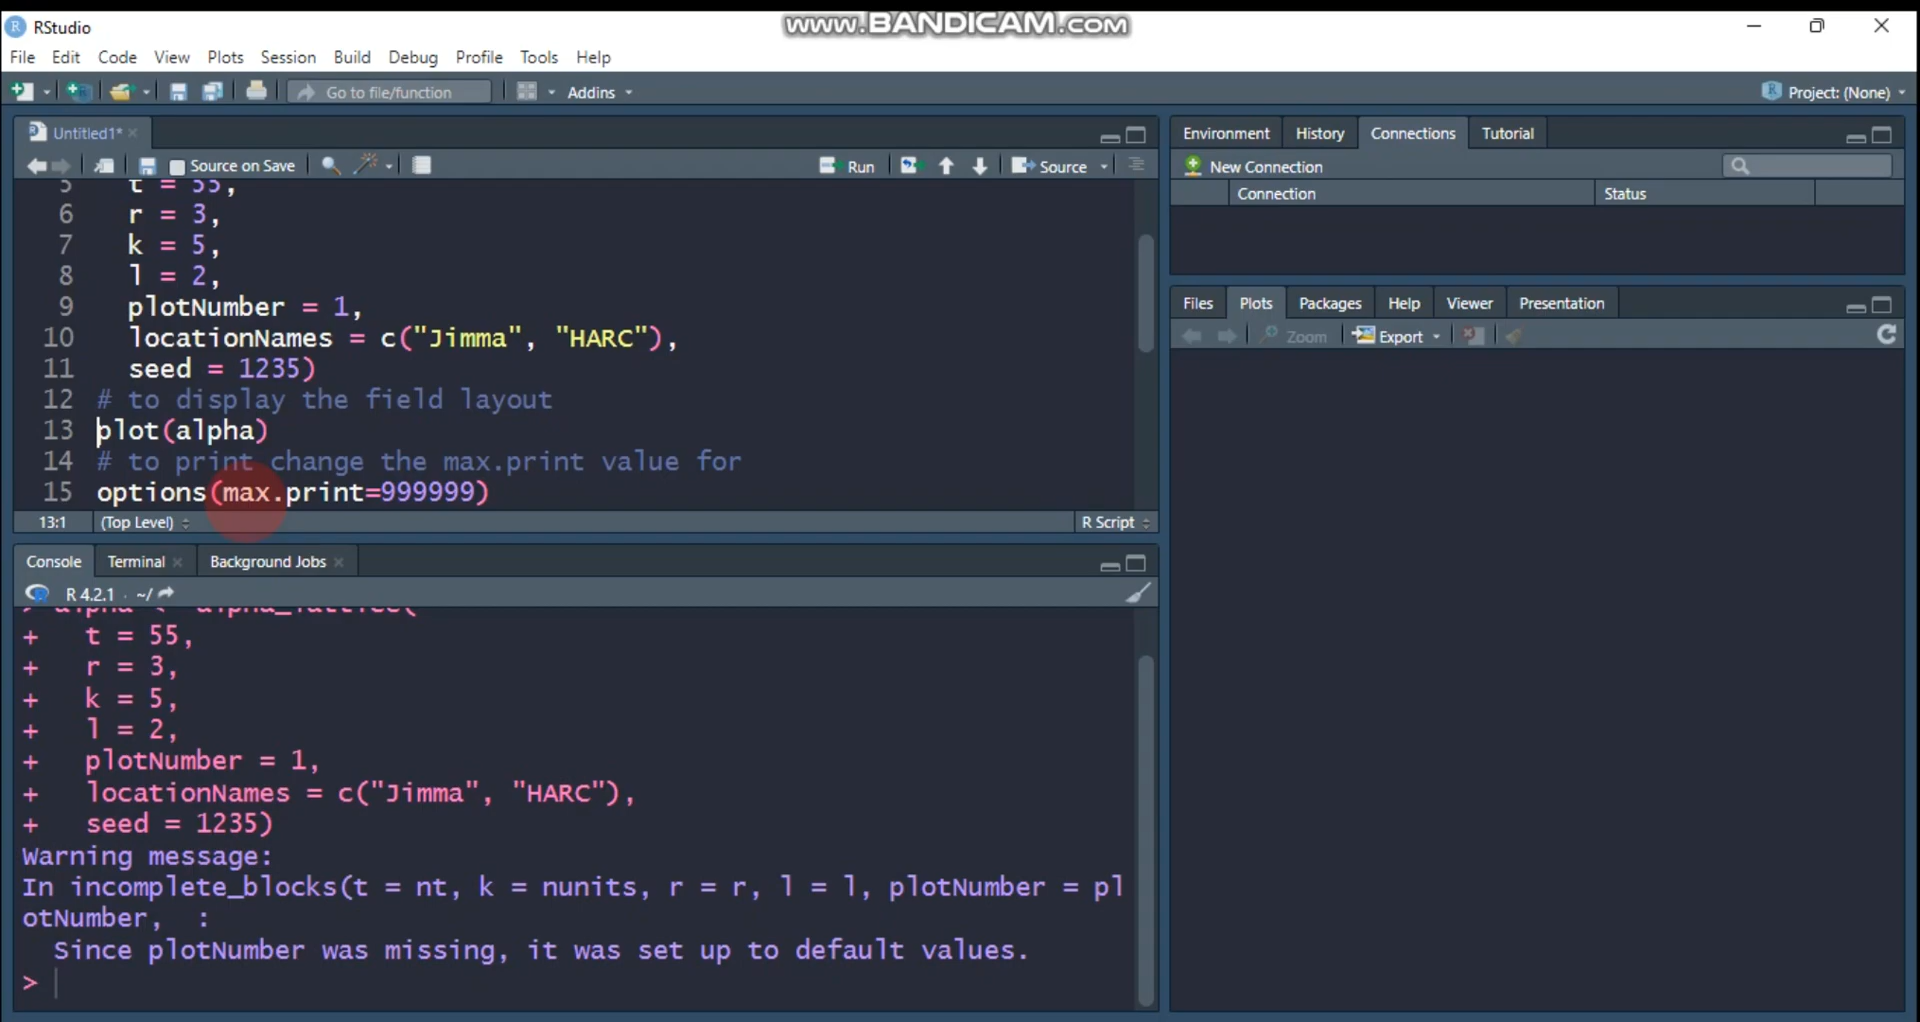 www.BANDICAM.com
RStudio
File Edit Code View Plots Session Build Debug Profile Tools Help
Go to file/function Addins Project: (None)
Untitled1*
Source on Save Run Source
5 t = 55,
6 r = 3,
7 k = 5,
8 l = 2,
9 plotNumber = 1,
10 locationNames = c("Jimma", "HARC"),
11 seed = 1235)
12 # to display the field layout
13 plot(alpha)
14 # to print change the max.print value for
15 options(max.print=999999)
13:1 (Top Level) R Script
Console Terminal Background Jobs
R 4.2.1 · ~/
> alpha <- alpha_lattice(
+ t = 55,
+ r = 3,
+ k = 5,
+ l = 2,
+ plotNumber = 1,
+ locationNames = c("Jimma", "HARC"),
+ seed = 1235)
Warning message:
In incomplete_blocks(t = nt, k = nunits, r = r, l = l, plotNumber = pl
otNumber, :
Since plotNumber was missing, it was set up to default values.
>
Environment History Connections Tutorial
New Connection
Connection Status
Files Plots Packages Help Viewer Presentation
Zoom Export